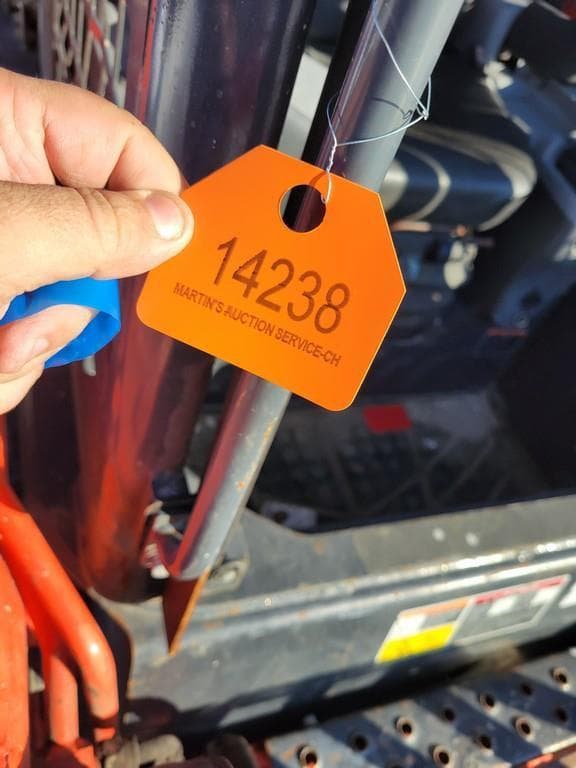 14238
MARTIN'S AUCTION SERVICE-CH